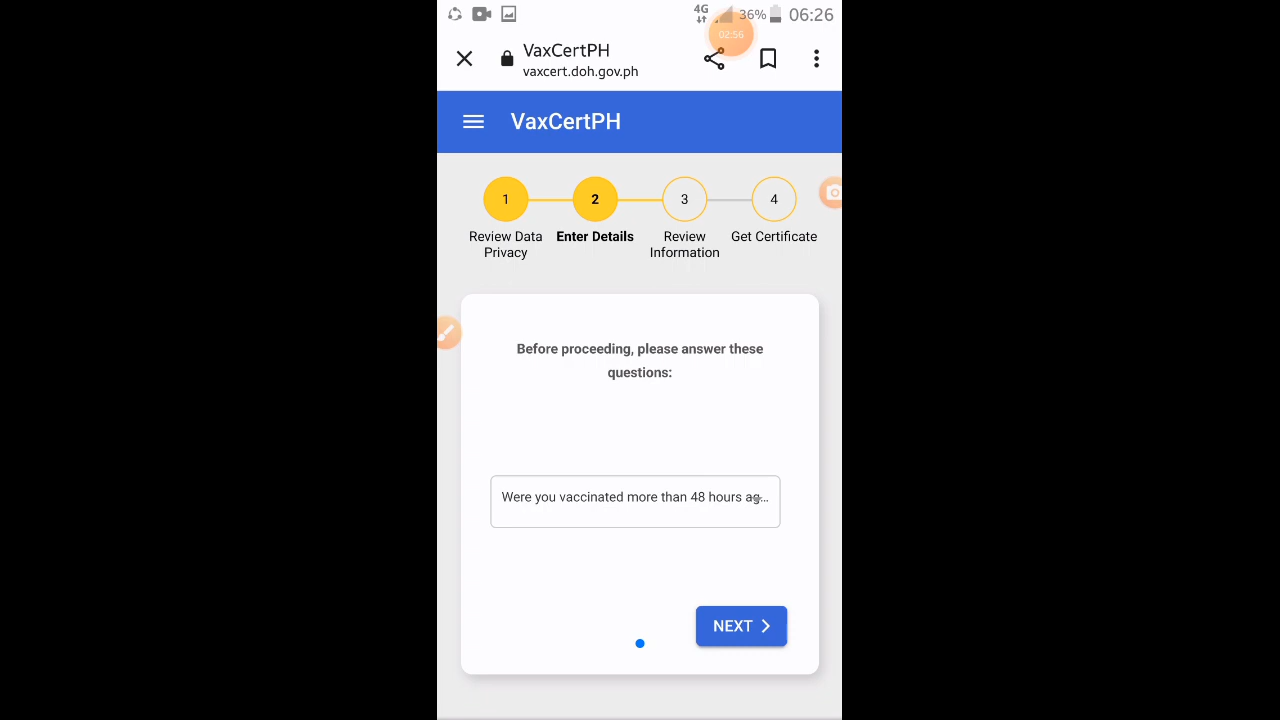 4G 36% 06:26
02:56
VaxCertPH
vaxcert.doh.gov.ph
VaxCertPH
1 2 3 4
Review Data Privacy
Enter Details
Review Information
Get Certificate
Before proceeding, please answer these
questions:
Were you vaccinated more than 48 hours ag...
NEXT